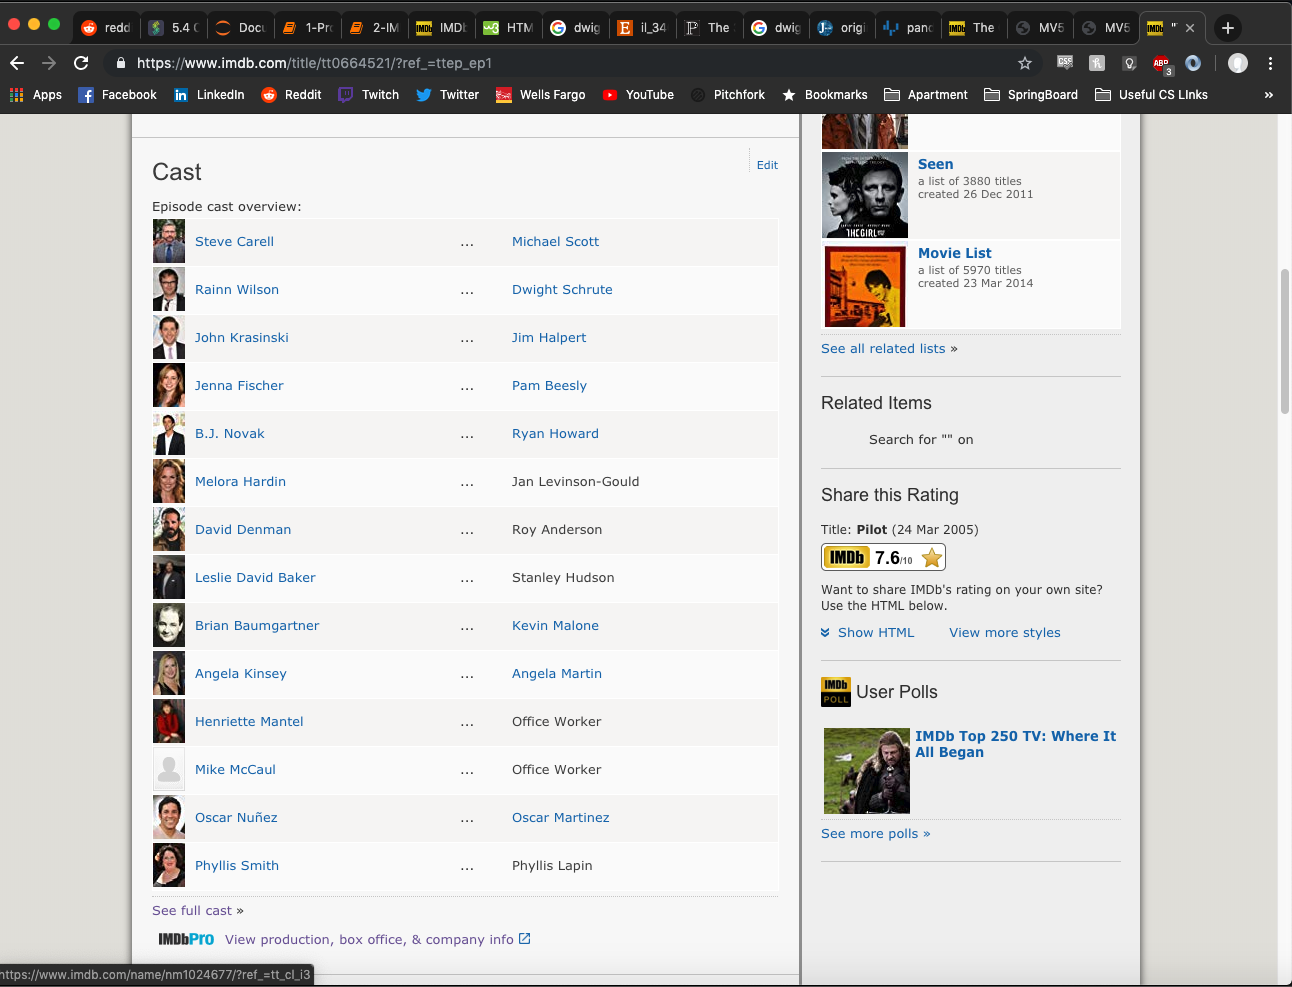 redd
5.4 C
Docu
1-Pro
2-IM
IMDb
HTM
dwig
il_34
The
dwig
origi
panc
The
MV5
MV5
"T
https://www.imdb.com/title/tt0664521/?ref_=ttep_ep1
Apps
Facebook
LinkedIn
Reddit
Twitch
Twitter
Wells Fargo
YouTube
Pitchfork
Bookmarks
Apartment
SpringBoard
Useful CS LInks
»
Cast
Edit
Episode cast overview:
Steve Carell ... Michael Scott
Rainn Wilson ... Dwight Schrute
John Krasinski ... Jim Halpert
Jenna Fischer ... Pam Beesly
B.J. Novak ... Ryan Howard
Melora Hardin ... Jan Levinson-Gould
David Denman ... Roy Anderson
Leslie David Baker ... Stanley Hudson
Brian Baumgartner ... Kevin Malone
Angela Kinsey ... Angela Martin
Henriette Mantel ... Office Worker
Mike McCaul ... Office Worker
Oscar Nuñez ... Oscar Martinez
Phyllis Smith ... Phyllis Lapin
See full cast »
IMDbPro View production, box office, & company info
https://www.imdb.com/name/nm1024677/?ref_=tt_cl_i3
THE GIRL
Seen
a list of 3880 titles
created 26 Dec 2011
Movie List
a list of 5970 titles
created 23 Mar 2014
See all related lists »
Related Items
Search for "" on
Share this Rating
Title: Pilot (24 Mar 2005)
IMDb 7.6/10
Want to share IMDb's rating on your own site?
Use the HTML below.
Show HTML View more styles
IMDb
POLL
User Polls
IMDb Top 250 TV: Where It
All Began
See more polls »